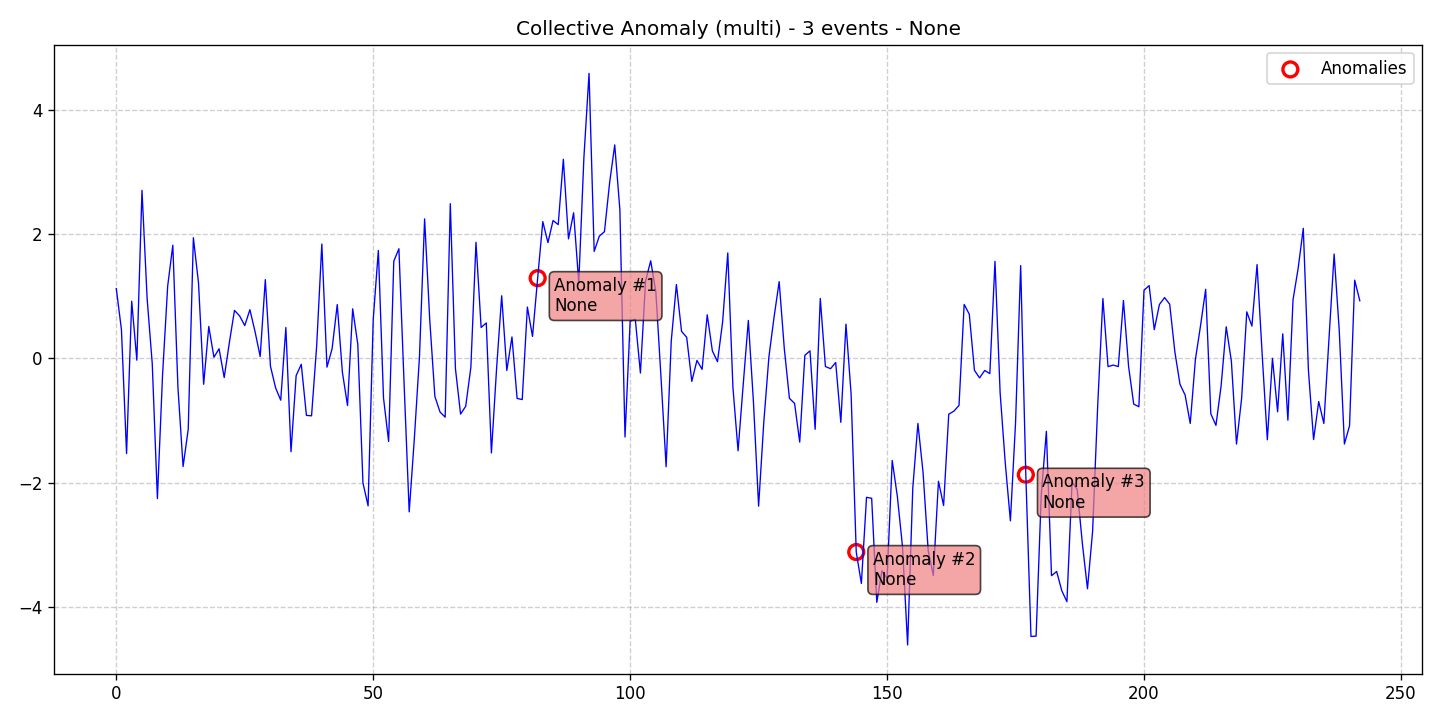 Collective Anomaly (multi) - 3 events - None
Anomalies
4
2
0
−2
−4
Anomaly #1
None
Anomaly #2
None
Anomaly #3
None
0
50
100
150
200
250